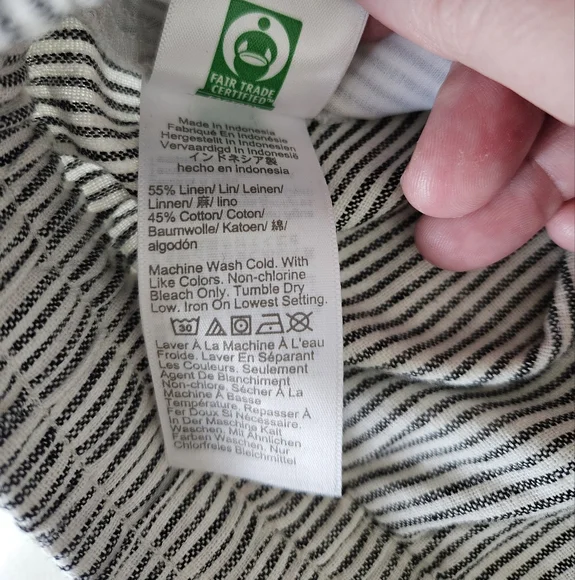 FAIR TRADE
CERTIFIED™
Made In Indonesia
Fabriqué En Indonésie
Hergestellt In Indonesien
Vervaardigd In Indonesië
インドネシア製
hecho en indonesia
55% Linen/ Lin/ Leinen/
Linnen/ 麻/ lino
45% Cotton/ Coton/
Baumwolle/ Katoen/ 綿/
algodón
Machine Wash Cold. With
Like Colors. Non-chlorine
Bleach Only. Tumble Dry
Low. Iron On Lowest Setting.
30
Laver À La Machine À L'eau
Froide. Laver En Séparant
Les Couleurs. Seulement
Agent De Blanchiment
Non-chlore. Sécher À La
Machine À Basse
Température. Repasser À
Fer Doux Si Nécessaire.
In Der Maschine Kalt
Waschen. Mit Ähnlichen
Farben Waschen. Nur
Chlorfreies Bleichmittel